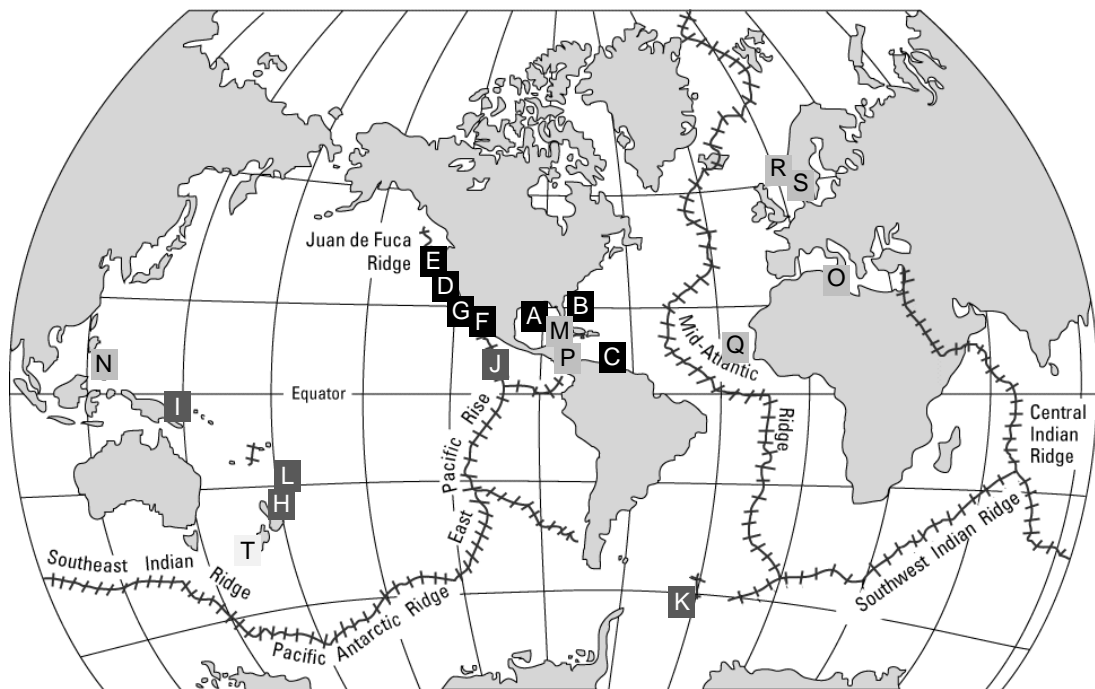 R
S
Juan de Fuca
Ridge
E
D
G
F
A
B
M
O
N
P
C
J
Q
Mid-Atlantic
Ridge
Equator
I
Central
Indian
Ridge
East Pacific Rise
L
H
T
Southeast Indian Ridge
Pacific Antarctic Ridge
K
Southwest Indian Ridge